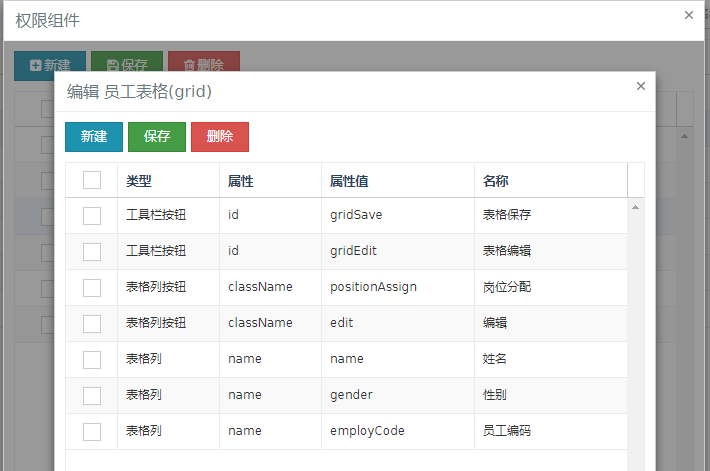 权限组件
新建 保存 删除
编辑 员工表格(grid)
新建 保存 删除
类型 属性 属性值 名称
工具栏按钮 id gridSave 表格保存
工具栏按钮 id gridEdit 表格编辑
表格列按钮 className positionAssign 岗位分配
表格列按钮 className edit 编辑
表格列 name name 姓名
表格列 name gender 性别
表格列 name employCode 员工编码